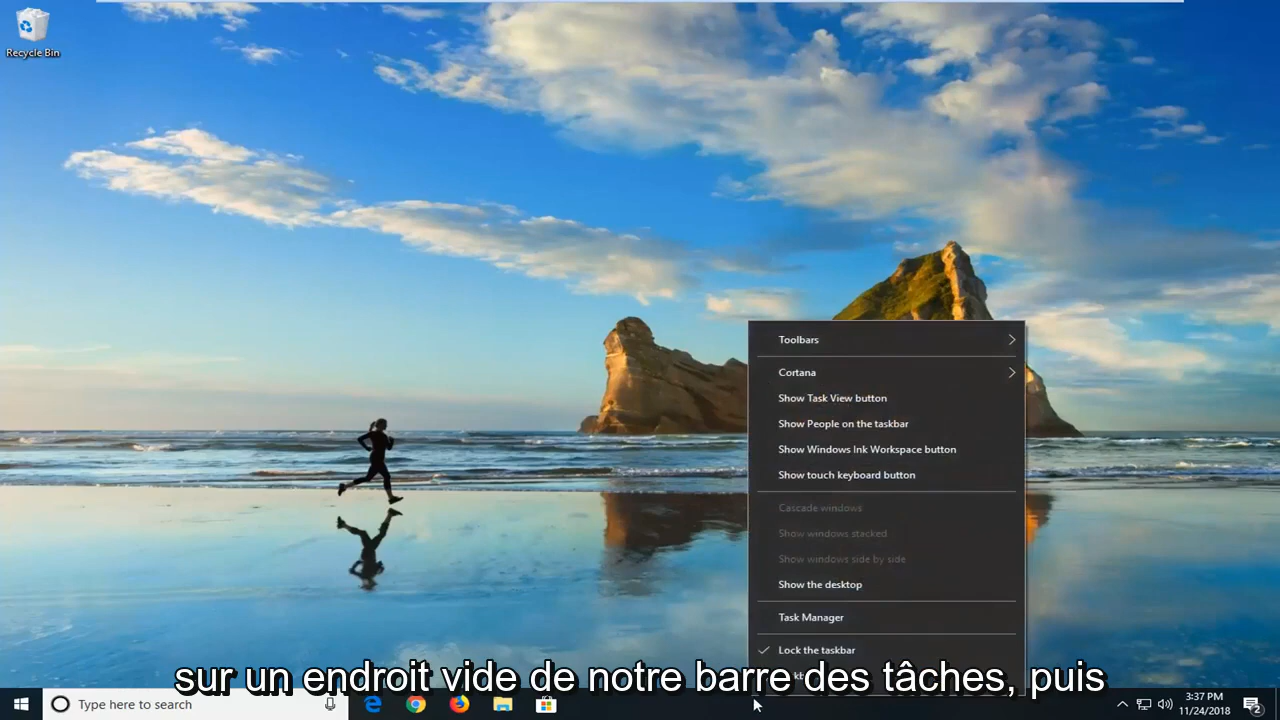 Recycle Bin
Toolbars
Cortana
Show Task View button
Show People on the taskbar
Show Windows Ink Workspace button
Show touch keyboard button
Cascade windows
Show windows stacked
Show windows side by side
Show the desktop
Task Manager
Lock the taskbar
sur un endroit vide de notre barre des tâches, puis
Type here to search
3:37 PM
11/24/2018
2